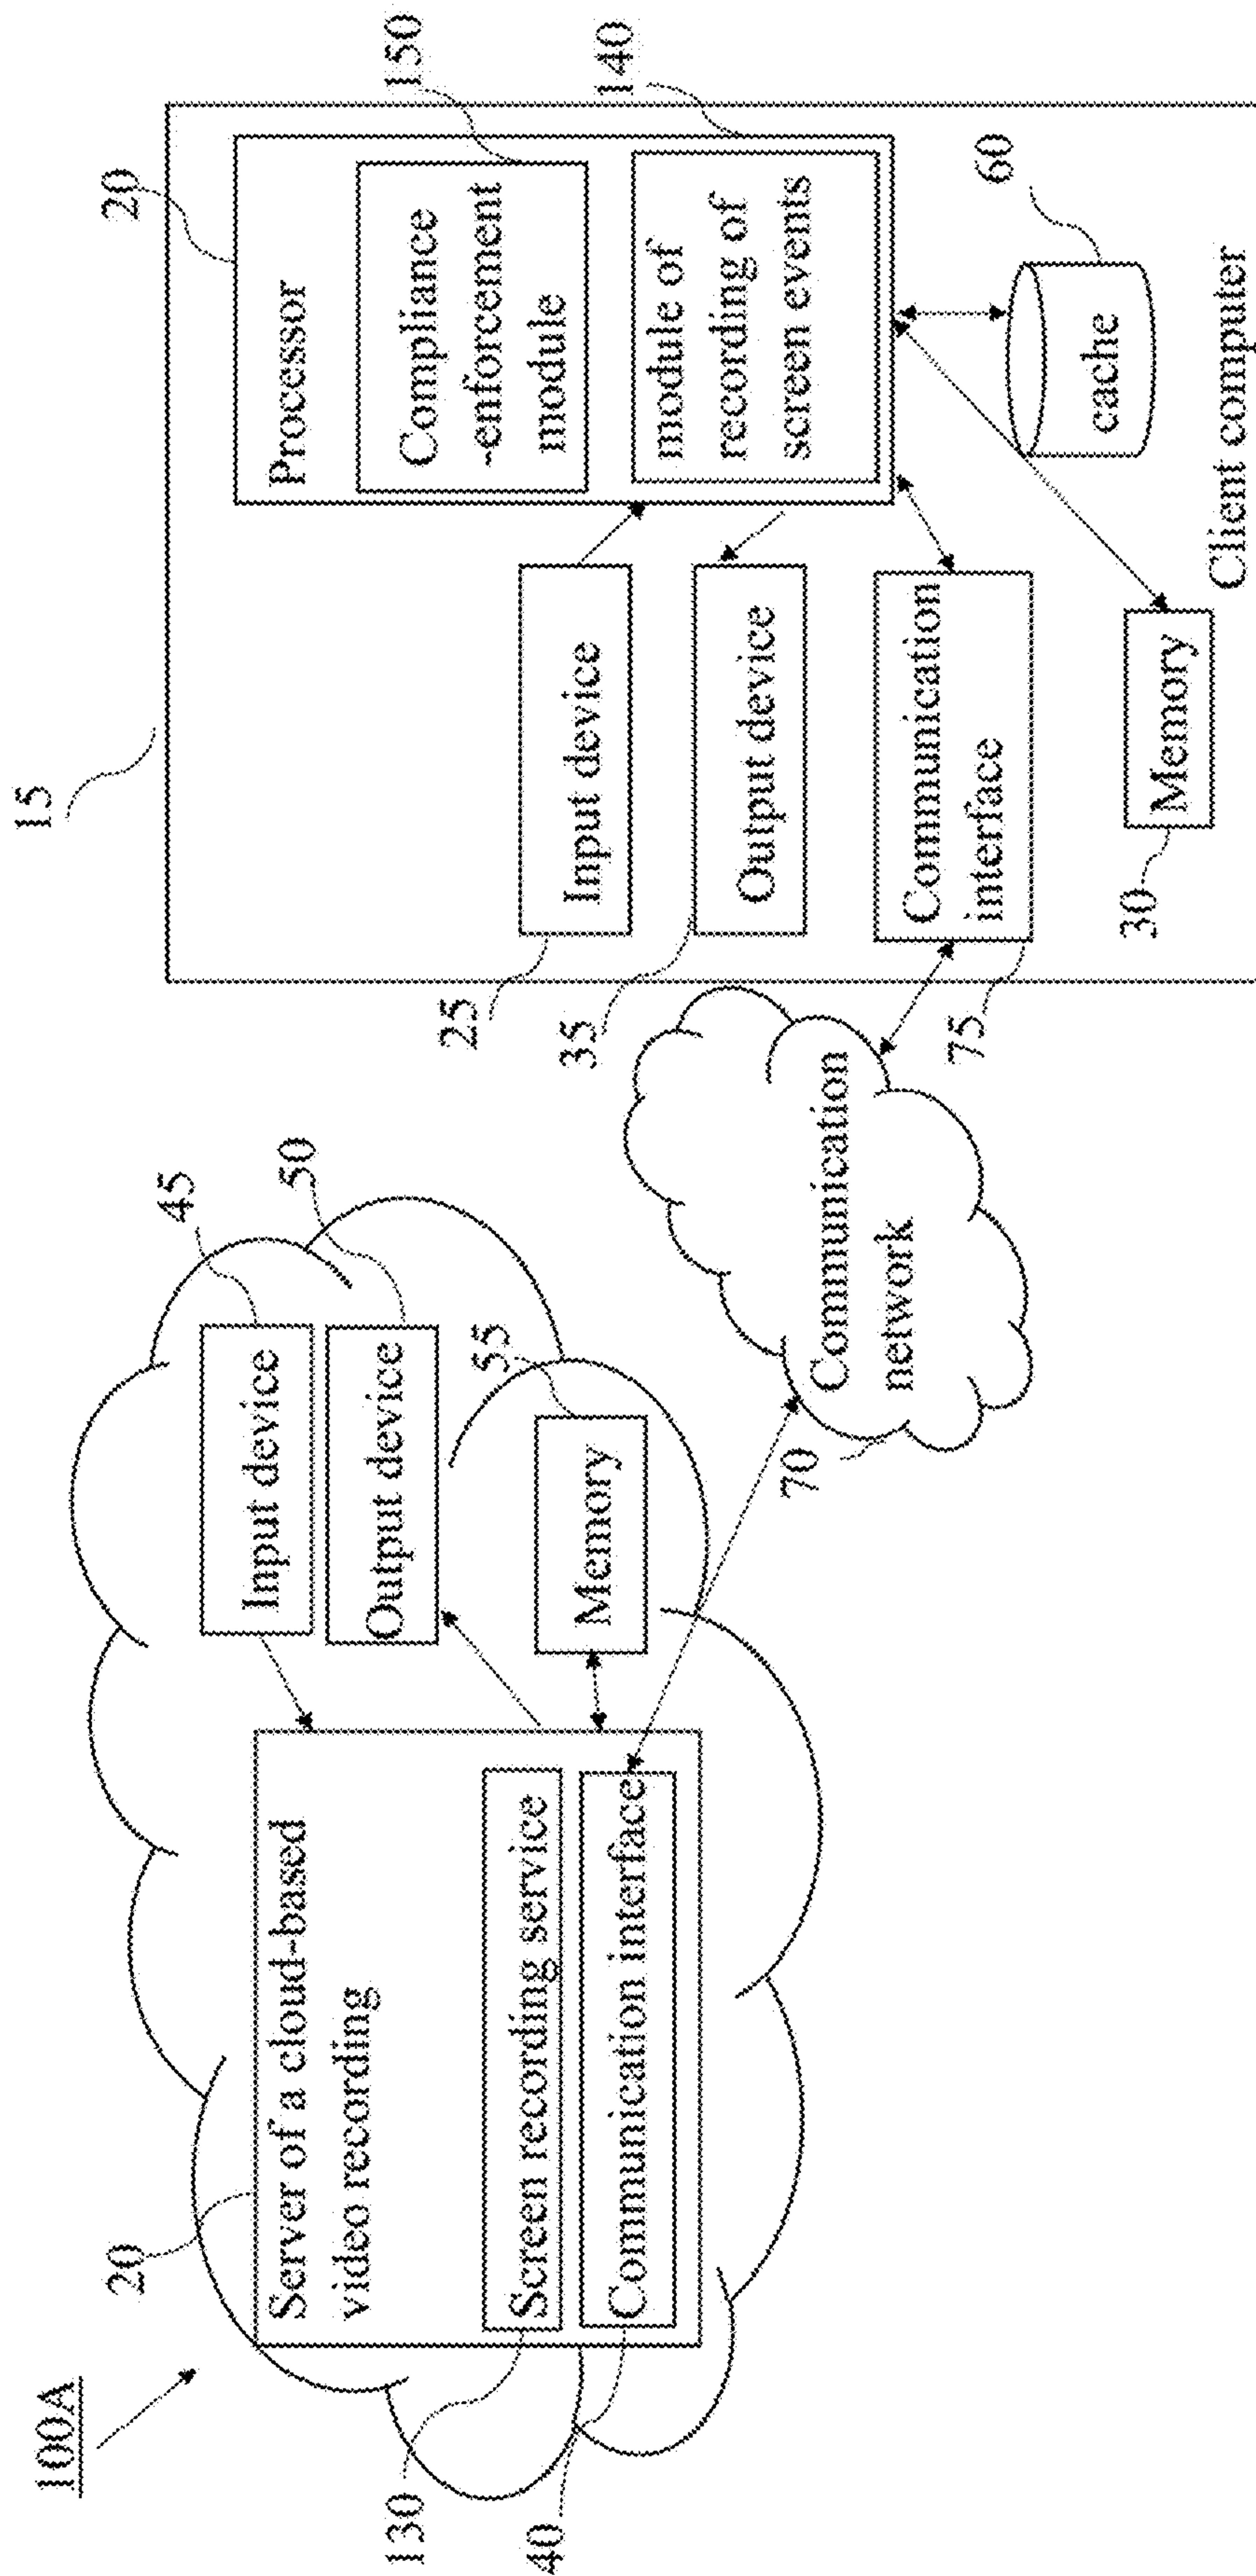 100A
20
Server of a cloud-based
video recording
Screen recording service
Communication interface
130
40
Input device
45
Output device
50
Memory
55
Communication
network
70
15
20
Processor
Compliance
-enforcement
module
150
module of
recording of
screen events
140
Input device
25
Output device
35
Communication
interface
75
Memory
30
cache
60
Client computer